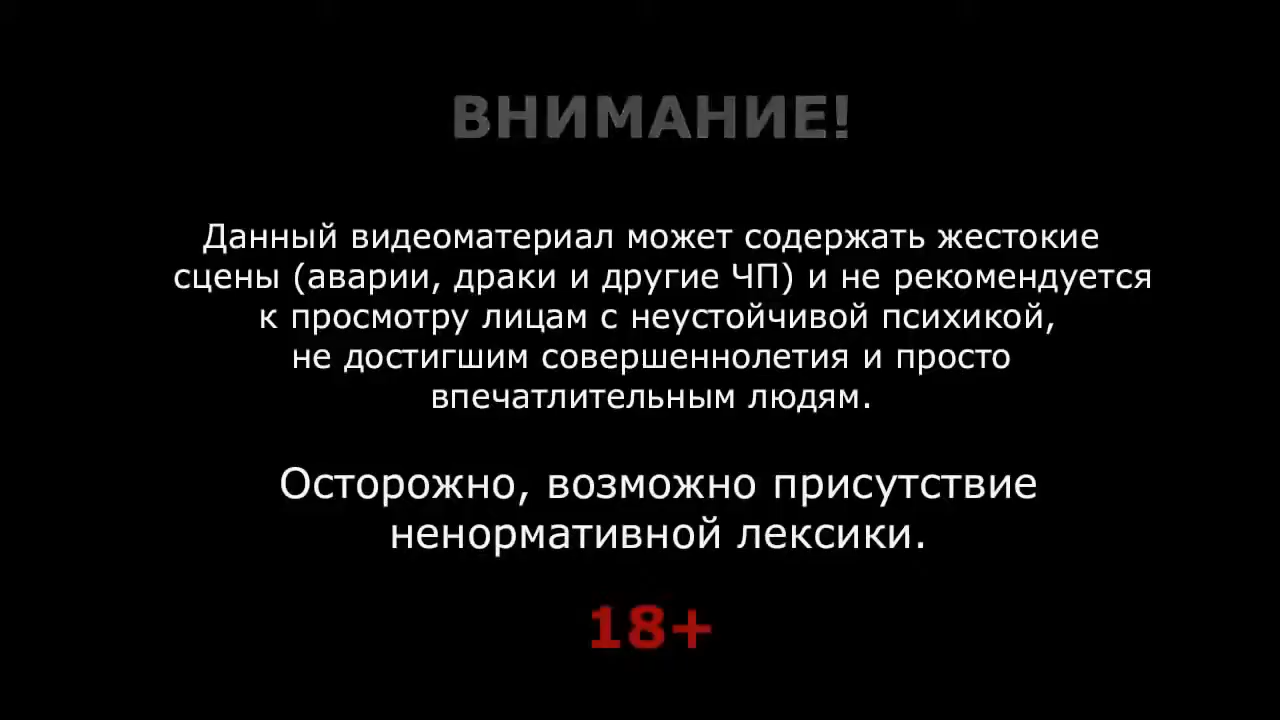 ВНИМАНИЕ!
Данный видеоматериал может содержать жестокие
сцены (аварии, драки и другие ЧП) и не рекомендуется
к просмотру лицам с неустойчивой психикой,
не достигшим совершеннолетия и просто
впечатлительным людям.
Осторожно, возможно присутствие
ненормативной лексики.
18+